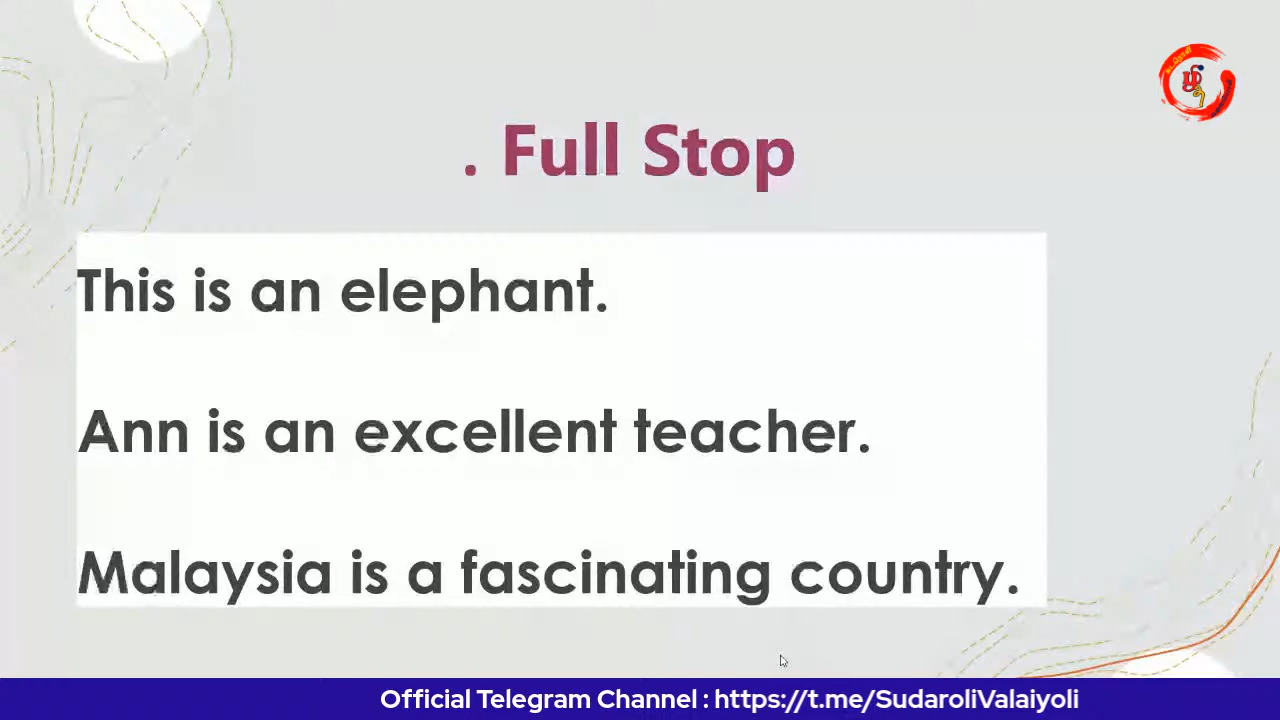 . Full Stop
This is an elephant.
Ann is an excellent teacher.
Malaysia is a fascinating country.
Official Telegram Channel : https://t.me/SudaroliValaiyoli